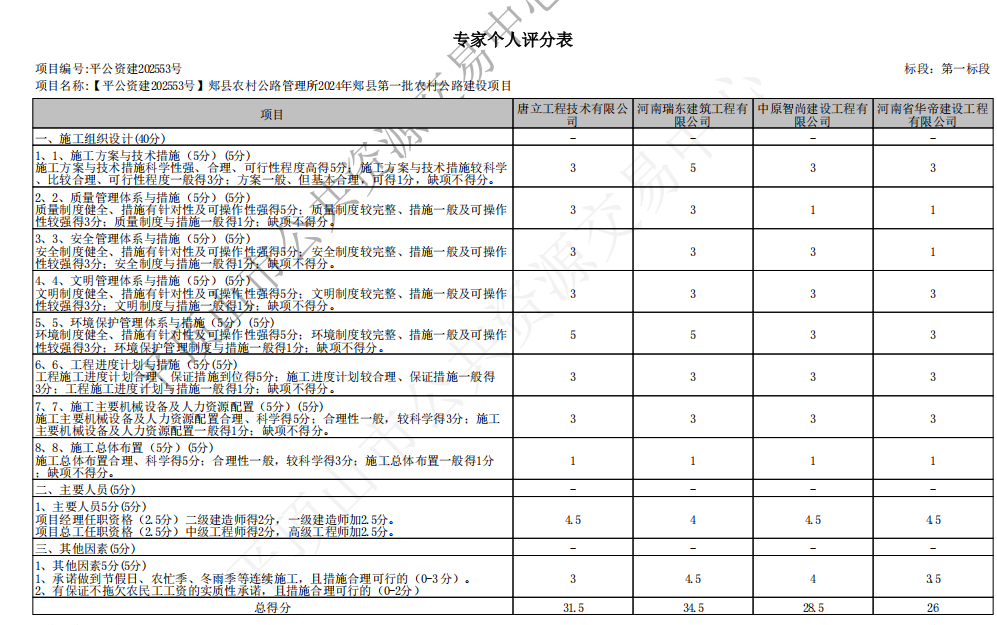 专家个人评分表
项目编号:平公资建202553号
标段: 第一标段
项目名称:【平公资建202553号】郏县农村公路管理所2024年郏县第一批农村公路建设项目
项目 唐立工程技术有限公司 河南瑞东建筑工程有限公司 中原智尚建设工程有限公司 河南省华帝建设工程有限公司
一、施工组织设计(40分) — — — —
1、1、施工方案与技术措施（5分）(5分)
施工方案与技术措施科学性强、合理、可行性程度高得5分；施工方案与技术措施较科学
、比较合理、可行性程度一般得3分；方案一般、但基本合理、可得1分，缺项不得分。
3 5 3 3
2、2、质量管理体系与措施（5分）(5分)
质量制度健全、措施有针对性及可操作性强得5分；质量制度较完整、措施一般及可操作
性较强得3分；质量制度与措施一般得1分；缺项不得分。
3 3 1 1
3、3、安全管理体系与措施（5分）(5分)
安全制度健全、措施有针对性及可操作性强得5分；安全制度较完整、措施一般及可操作
性较强得3分；安全制度与措施一般得1分；缺项不得分。
3 3 3 1
4、4、文明管理体系与措施（5分）(5分)
文明制度健全、措施有针对性及可操作性强得5分；文明制度较完整、措施一般及可操作
性较强得3分；文明制度与措施一般得1分；缺项不得分。
3 3 3 3
5、5、环境保护管理体系与措施（5分）(5分)
环境制度健全、措施有针对性及可操作性强得5分；环境制度较完整、措施一般及可操作
性较强得3分；环境保护管理制度与措施一般得1分；缺项不得分。
5 5 3 3
6、6、工程进度计划与措施（5分(5分)
工程施工进度计划合理、保证措施到位得5分；施工进度计划较合理、保证措施一般得
3分；工程施工进度计划与措施一般得1分；缺项不得分。
3 3 3 3
7、7、施工主要机械设备及人力资源配置（5分）(5分)
施工主要机械设备及人力资源配置合理、科学得5分；合理性一般，较科学得3分；施工
主要机械设备及人力资源配置一般得1分；缺项不得分。
3 3 3 3
8、8、施工总体布置（5分）(5分)
施工总体布置合理、科学得5分；合理性一般，较科学得3分；施工总体布置一般得1分
；缺项不得分。
1 1 1 1
二、主要人员(5分) — — — —
1、主要人员5分(5分)
项目经理任职资格（2.5分）二级建造师得2分，一级建造师加2.5分。
项目总工任职资格（2.5分）中级工程师得2分，高级工程师加2.5分。
4.5 4 4.5 4.5
三、其他因素(5分) — — — —
1、其他因素5分(5分)
1、承诺做到节假日、农忙季、冬雨季等连续施工，且措施合理可行的（0-3分）。
2、有保证不拖欠农民工工资的实质性承诺，且措施合理可行的（0-2分）
3 4.5 4 3.5
总得分 31.5 34.5 28.5 26
平顶山市公共资源交易中心
平顶山市公共资源交易中心